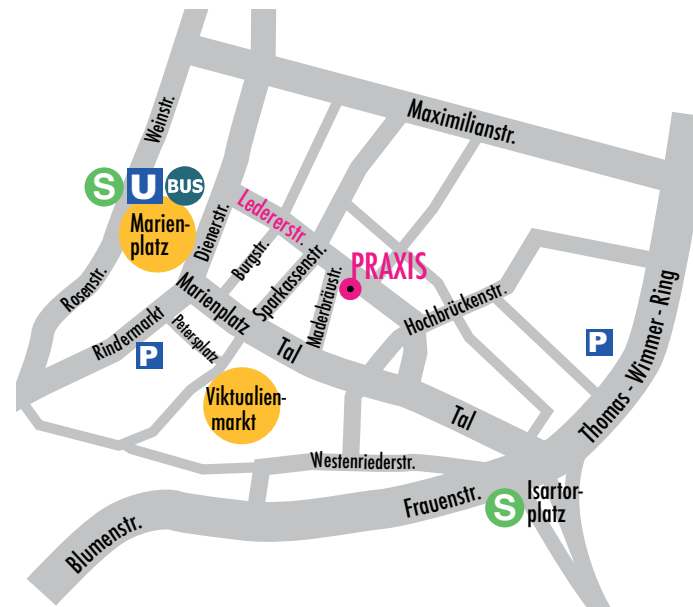 Maximilianstr.
Weinstr.
S
U
BUS
Marien-
platz
Dienerstr.
Ledererstr.
Burgstr.
Sparkassenstr.
Maderbräustr.
PRAXIS
Hochbrückenstr.
Thomas - Wimmer - Ring
Rosenstr.
Rindermarkt
Marienplatz
Petersplatz
P
Tal
P
Viktualien-
markt
Tal
Westenriederstr.
Frauenstr.
S
Isartor-
platz
Blumenstr.